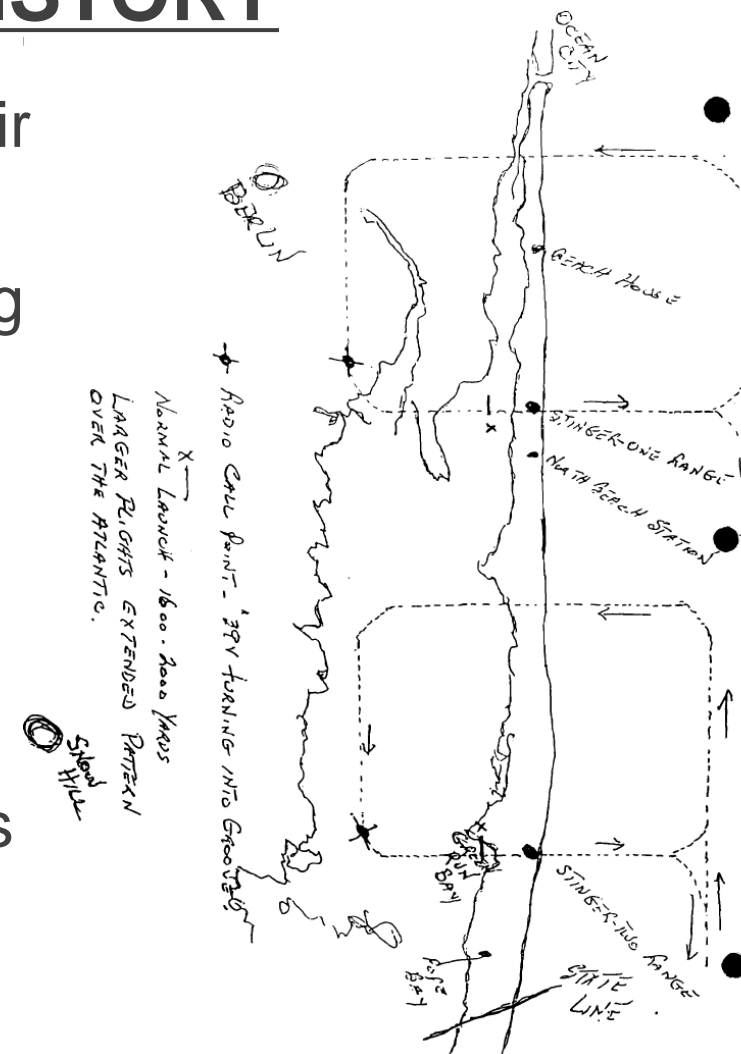 HISTORY
ir
g
s
OCEAN
CITY
BERLIN
BEACH HOUSE
STINGER-ONE RANGE
NORTH BEACH STATION
RADIO CALL POINT - "39V TURNING INTO GROOVE"
X
NORMAL LAUNCH - 1600-2000 YARDS
LARGER FLIGHTS EXTENDED PATTERN
OVER THE ATLANTIC.
X
SNOW
HILL
X
GREEN
RUN
BAY
STINGER-TWO RANGE
POPE
BAY
STATE
LINE